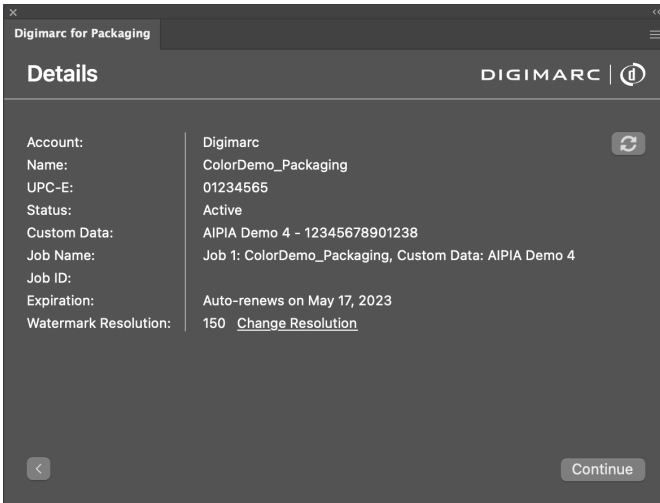 Digimarc for Packaging
Details
DIGIMARC
Account: Digimarc
Name: ColorDemo_Packaging
UPC-E: 01234565
Status: Active
Custom Data: AIPIA Demo 4 - 12345678901238
Job Name: Job 1: ColorDemo_Packaging, Custom Data: AIPIA Demo 4
Job ID:
Expiration: Auto-renews on May 17, 2023
Watermark Resolution: 150 Change Resolution
Continue